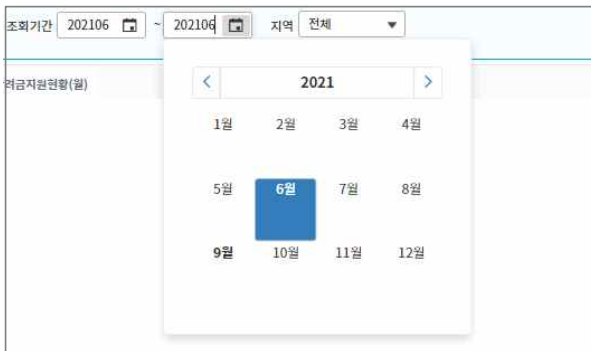 조회기간 202106 ~ 202106 지역 전체
려금지원현황(월)
2021
1월 2월 3월 4월
5월 6월 7월 8월
9월 10월 11월 12월